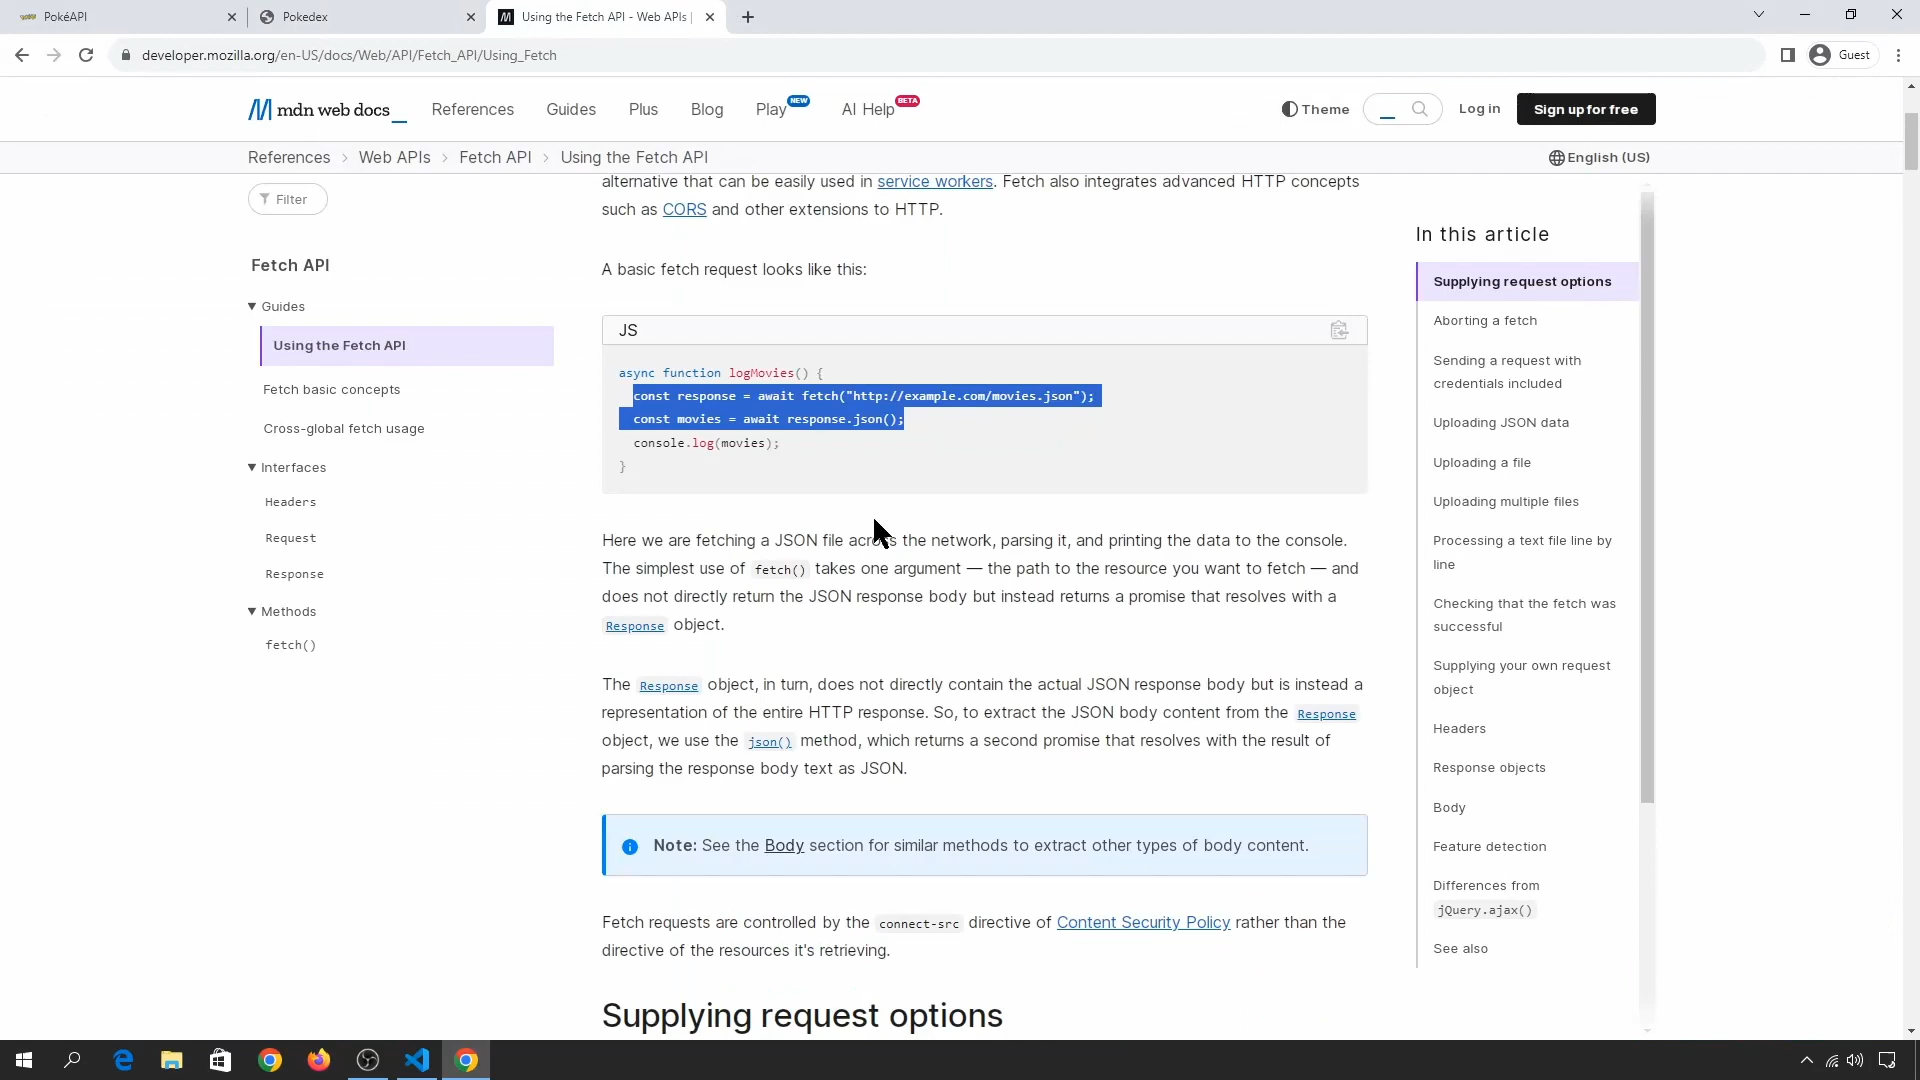 PokéAPI
Pokedex
Using the Fetch API - Web APIs |
developer.mozilla.org/en-US/docs/Web/API/Fetch_API/Using_Fetch
Guest
mdn web docs_
References
Guides
Plus
Blog
Play NEW
AI Help BETA
Theme
Log in
Sign up for free
References > Web APIs > Fetch API > Using the Fetch API
English (US)
Filter
Fetch API
Guides
Using the Fetch API
Fetch basic concepts
Cross-global fetch usage
Interfaces
Headers
Request
Response
Methods
fetch()
alternative that can be easily used in service workers. Fetch also integrates advanced HTTP concepts
such as CORS and other extensions to HTTP.
A basic fetch request looks like this:
JS
async function logMovies() {
const response = await fetch("http://example.com/movies.json");
const movies = await response.json();
console.log(movies);
}
Here we are fetching a JSON file across the network, parsing it, and printing the data to the console.
The simplest use of fetch() takes one argument — the path to the resource you want to fetch — and
does not directly return the JSON response body but instead returns a promise that resolves with a
Response object.
The Response object, in turn, does not directly contain the actual JSON response body but is instead a
representation of the entire HTTP response. So, to extract the JSON body content from the Response
object, we use the json() method, which returns a second promise that resolves with the result of
parsing the response body text as JSON.
Note: See the Body section for similar methods to extract other types of body content.
Fetch requests are controlled by the connect-src directive of Content Security Policy rather than the
directive of the resources it's retrieving.
Supplying request options
In this article
Supplying request options
Aborting a fetch
Sending a request with
credentials included
Uploading JSON data
Uploading a file
Uploading multiple files
Processing a text file line by
line
Checking that the fetch was
successful
Supplying your own request
object
Headers
Response objects
Body
Feature detection
Differences from
jQuery.ajax()
See also